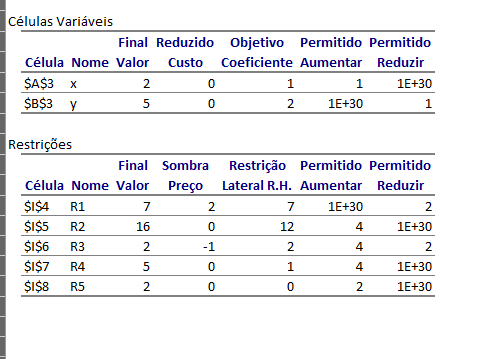 Células Variáveis
Final Reduzido Objetivo Permitido Permitido
Célula Nome Valor Custo Coeficiente Aumentar Reduzir
$A$3 x 2 0 1 1 1E+30
$B$3 y 5 0 2 1E+30 1
Restrições
Final Sombra Restrição Permitido Permitido
Célula Nome Valor Preço Lateral R.H. Aumentar Reduzir
$I$4 R1 7 2 7 1E+30 2
$I$5 R2 16 0 12 4 1E+30
$I$6 R3 2 -1 2 4 2
$I$7 R4 5 0 1 4 1E+30
$I$8 R5 2 0 0 2 1E+30